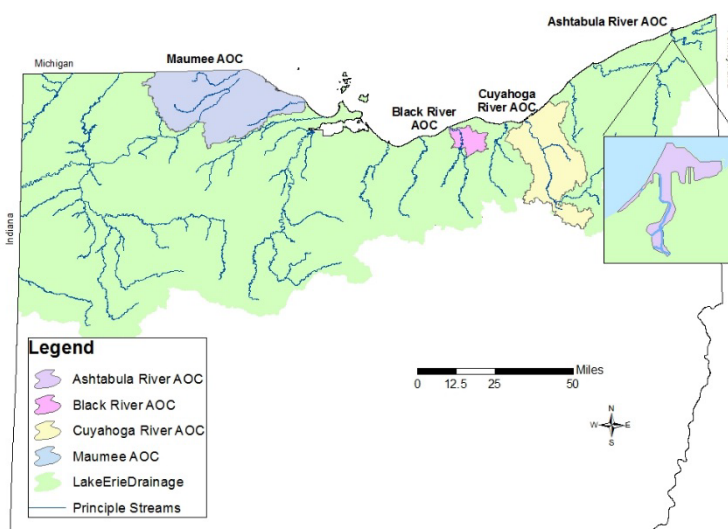 Ashtabula River AOC
Michigan
Maumee AOC
Cuyahoga
River AOC
Black River
AOC
Indiana
Legend
Ashtabula River AOC
Black River AOC
Cuyahoga River AOC
Maumee AOC
LakeErieDrainage
Principle Streams
Miles
0 12.5 25 50
N
W E
S